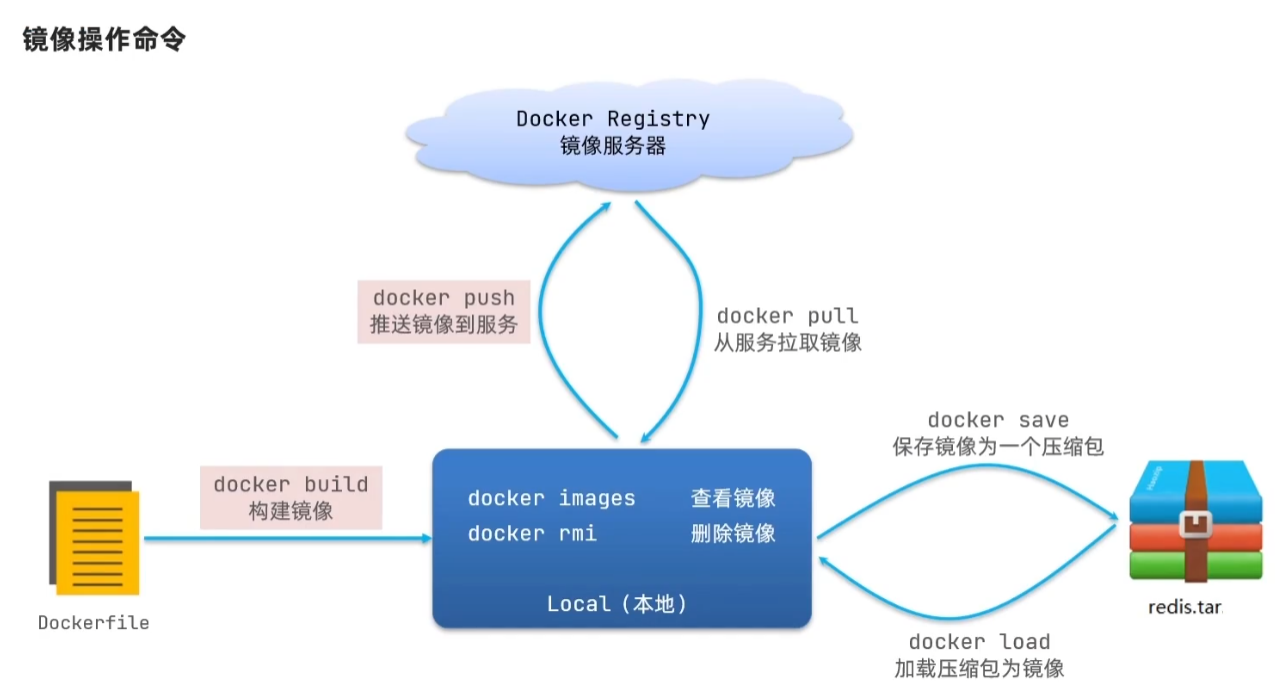 镜像操作命令
Docker Registry
镜像服务器
docker push
推送镜像到服务
docker pull
从服务拉取镜像
docker save
保存镜像为一个压缩包
docker build
构建镜像
docker images 查看镜像
docker rmi 删除镜像
Local（本地）
Dockerfile
redis.tar
docker load
加载压缩包为镜像